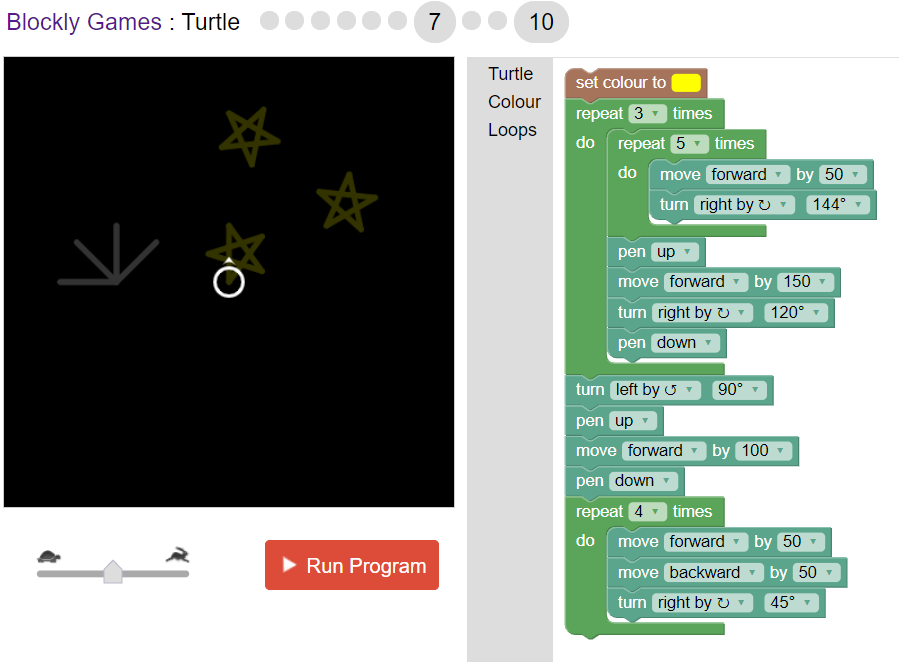 Blockly Games : Turtle 7 10
Turtle
Colour
Loops
set colour to
repeat 3 times
do repeat 5 times
do move forward by 50
turn right by ↻ 144°
pen up
move forward by 150
turn right by ↻ 120°
pen down
turn left by ↺ 90°
pen up
move forward by 100
pen down
repeat 4 times
do move forward by 50
move backward by 50
turn right by ↻ 45°
Run Program